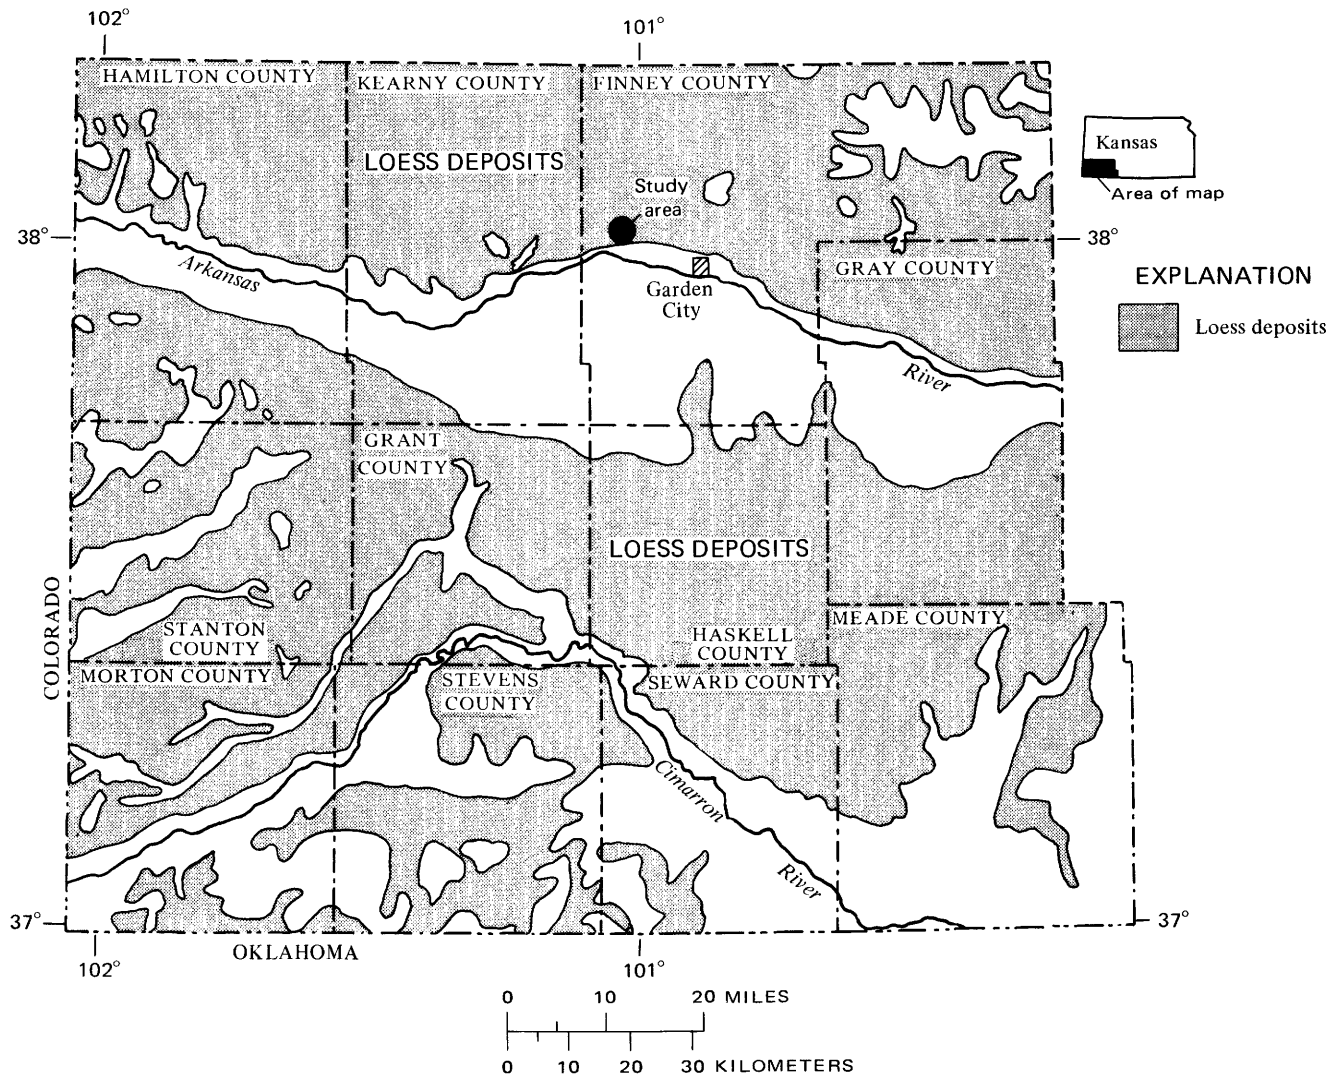 102°
101°
HAMILTON COUNTY
KEARNY COUNTY
FINNEY COUNTY
LOESS DEPOSITS
Kansas
Area of map
Study
area
38°
38°
Arkansas
Garden
City
GRAY COUNTY
River
EXPLANATION
Loess deposits
GRANT
COUNTY
LOESS DEPOSITS
COLORADO
STANTON
COUNTY
HASKELL
COUNTY
MEADE COUNTY
MORTON COUNTY
STEVENS
COUNTY
SEWARD COUNTY
Cimarron
River
37°
37°
OKLAHOMA
102°
101°
0 10 20 MILES
0 10 20 30 KILOMETERS